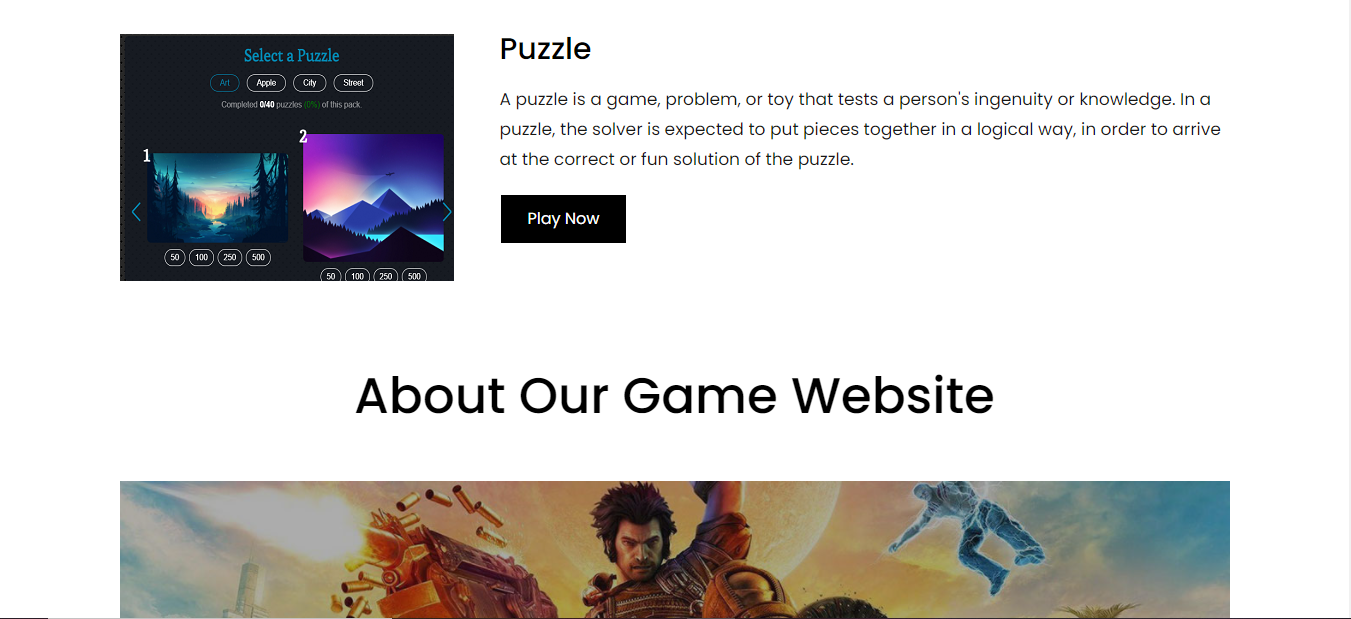 Select a Puzzle
Art Apple City Street
Completed 0/40 puzzles (0%) of this pack.
1
2
50 100 250 500
50 100 250 500
Puzzle
A puzzle is a game, problem, or toy that tests a person's ingenuity or knowledge. In a
puzzle, the solver is expected to put pieces together in a logical way, in order to arrive
at the correct or fun solution of the puzzle.
Play Now
About Our Game Website